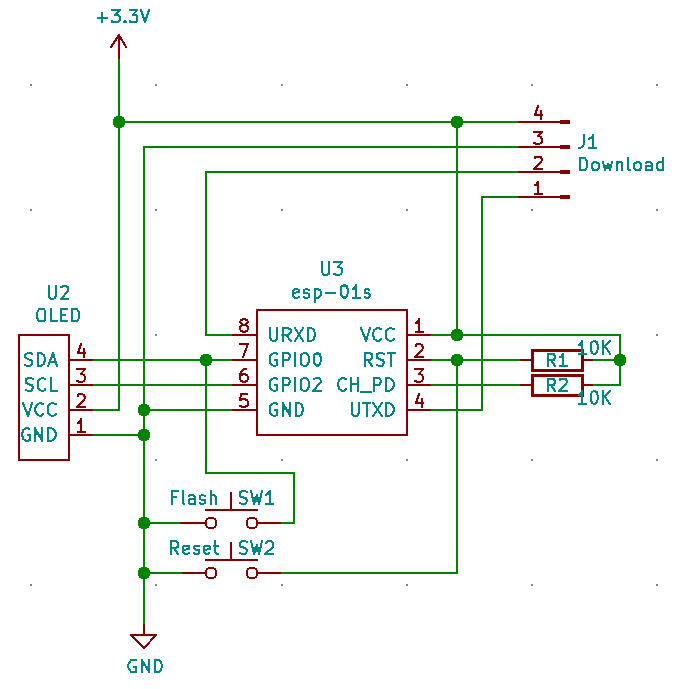 +3.3V
4
3
J1
2
Download
1
U3
esp-01s
U2
OLED
8 URXD VCC 1
10K
SDA 4 7 GPIO0 RST 2 R1
SCL 3 6 GPIO2 CH_PD 3 R2
10K
VCC 2 5 GND UTXD 4
GND 1
Flash SW1
Reset SW2
GND